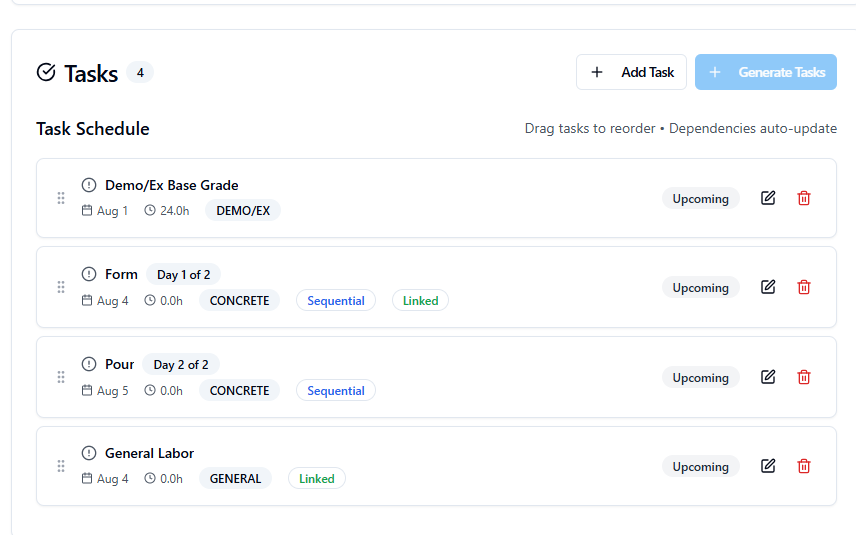 Tasks 4
+ Add Task
+ Generate Tasks
Task Schedule
Drag tasks to reorder • Dependencies auto-update
Demo/Ex Base Grade
Aug 1 24.0h DEMO/EX
Upcoming
Form Day 1 of 2
Aug 4 0.0h CONCRETE Sequential Linked
Upcoming
Pour Day 2 of 2
Aug 5 0.0h CONCRETE Sequential
Upcoming
General Labor
Aug 4 0.0h GENERAL Linked
Upcoming